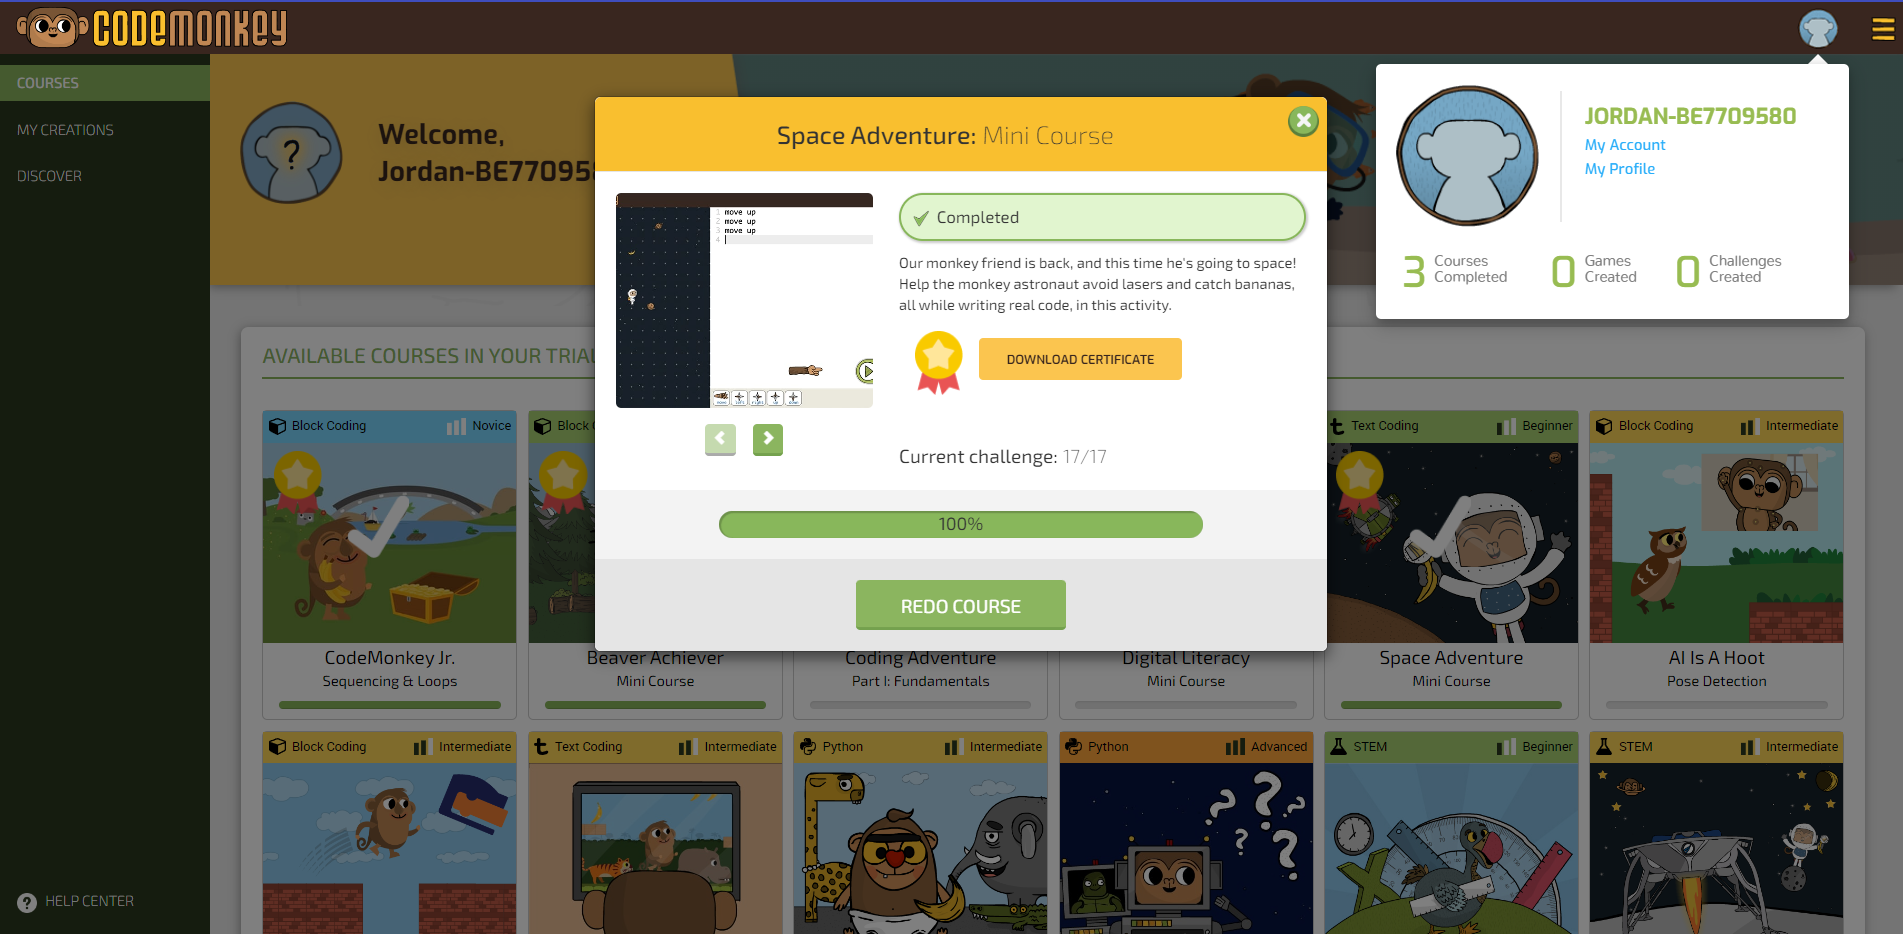 CODEMONKEY
COURSES
MY CREATIONS
DISCOVER
HELP CENTER
Welcome,
Jordan-BE77095
JORDAN-BE7709580
My Account
My Profile
3 Courses Completed
0 Games Created
0 Challenges Created
Space Adventure: Mini Course
1 move up
2 move up
3 move up
4
Completed
Our monkey friend is back, and this time he's going to space!
Help the monkey astronaut avoid lasers and catch bananas,
all while writing real code, in this activity.
DOWNLOAD CERTIFICATE
Current challenge: 17/17
100%
REDO COURSE
AVAILABLE COURSES IN YOUR TRIA
Block Coding Novice
CodeMonkey Jr.
Sequencing & Loops
Block
Beaver Achiever
Mini Course
Coding Adventure
Part I: Fundamentals
Digital Literacy
Mini Course
Text Coding Beginner
Space Adventure
Mini Course
Block Coding Intermediate
AI Is A Hoot
Pose Detection
Block Coding Intermediate
Text Coding Intermediate
Python Intermediate
Python Advanced
STEM Beginner
STEM Intermediate